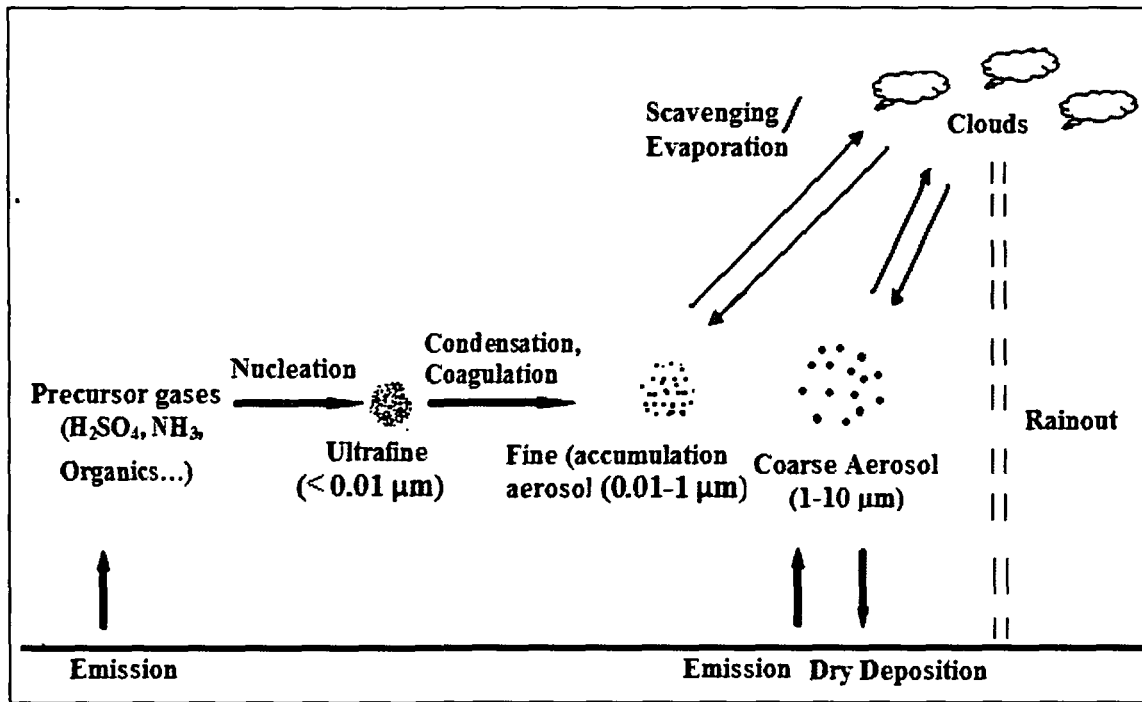 Scavenging/
Evaporation
Clouds
Nucleation
Condensation,
Coagulation
Precursor gases
(H₂SO₄, NH₃,
Organics...)
Ultrafine
(<0.01 μm)
Fine (accumulation
aerosol (0.01-1 μm)
Coarse Aerosol
(1-10 μm)
Rainout
Emission
Emission
Dry Deposition